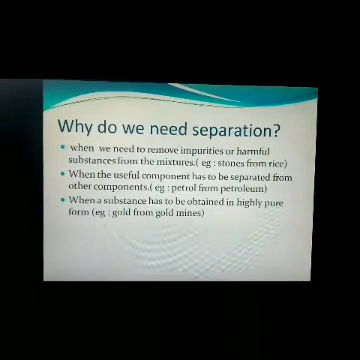 Why do we need separation?
when we need to remove impurities or harmful
substances from the mixtures.( eg : stones from rice)
When the useful component has to be separated from
other components.( eg : petrol from petroleum)
When a substance has to be obtained in highly pure
form (eg : gold from gold mines)